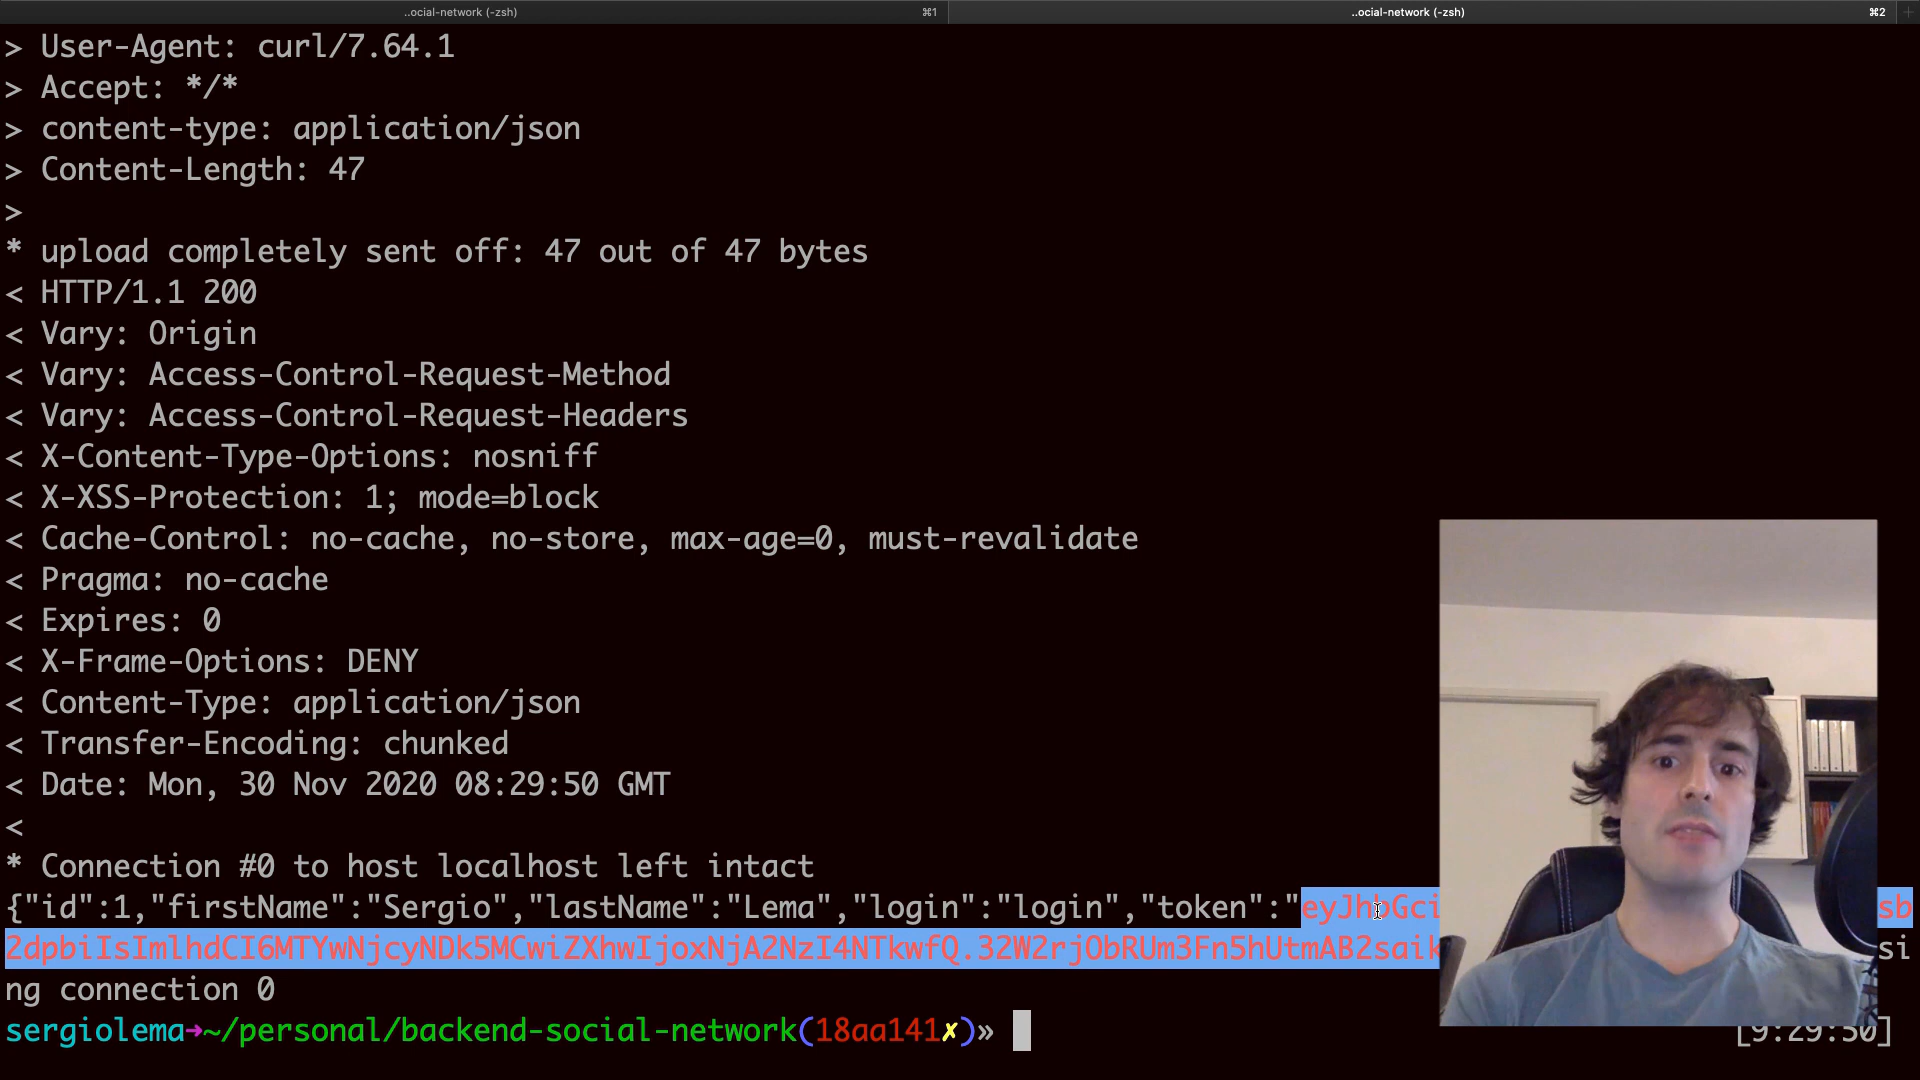 ..ocial-network (-zsh) ⌘1 ..ocial-network (-zsh) ⌘2
> User-Agent: curl/7.64.1
> Accept: */*
> content-type: application/json
> Content-Length: 47
>
* upload completely sent off: 47 out of 47 bytes
< HTTP/1.1 200
< Vary: Origin
< Vary: Access-Control-Request-Method
< Vary: Access-Control-Request-Headers
< X-Content-Type-Options: nosniff
< X-XSS-Protection: 1; mode=block
< Cache-Control: no-cache, no-store, max-age=0, must-revalidate
< Pragma: no-cache
< Expires: 0
< X-Frame-Options: DENY
< Content-Type: application/json
< Transfer-Encoding: chunked
< Date: Mon, 30 Nov 2020 08:29:50 GMT
<
* Connection #0 to host localhost left intact
{"id":1,"firstName":"Sergio","lastName":"Lema","login":"login","token":"eyJhbGci sb
2dpbiIsImlhdCI6MTYwNjcyNDk5MCwiZXhwIjoxNjA2NzI4NTkwfQ.32W2rjObRUm3Fn5hUtmAB2saik si
ng connection 0
sergiolema➜~/personal/backend-social-network(18aa141✗)» [9:29:50]